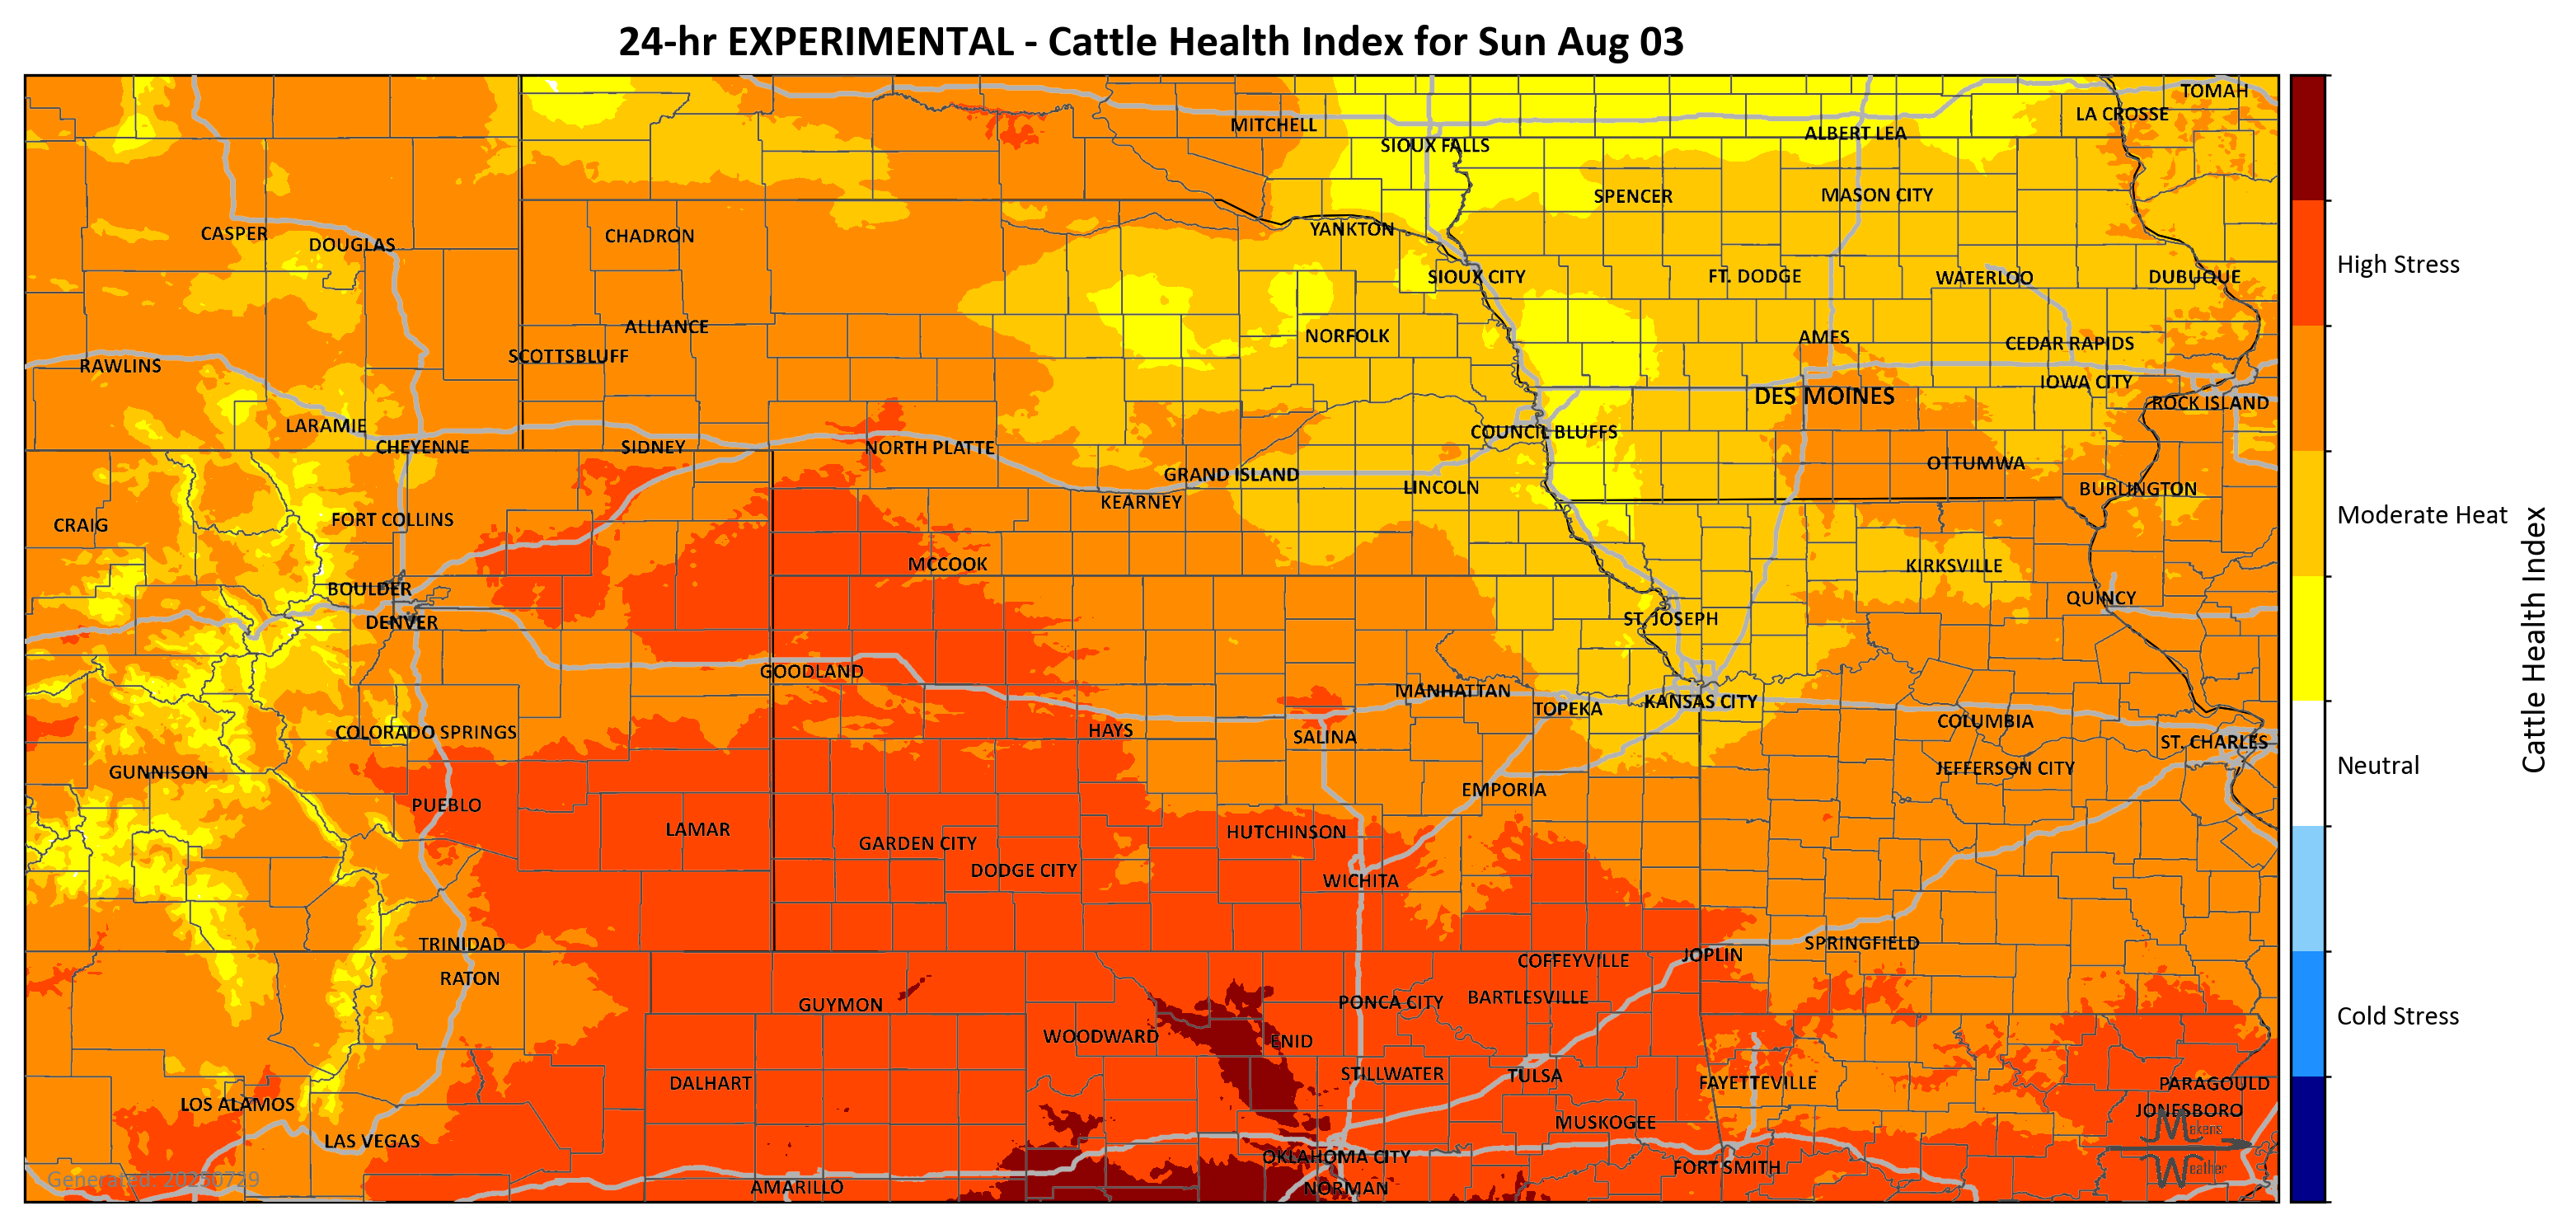 24-hr EXPERIMENTAL - Cattle Health Index for Sun Aug 03
TOMAH
LA CROSSE
MITCHELL
ALBERT LEA
SIOUX FALLS
SPENCER
MASON CITY
CASPER
DOUGLAS
CHADRON
YANKTON
SIOUX CITY
FT. DODGE
WATERLOO
DUBUQUE
ALLIANCE
NORFOLK
AMES
CEDAR RAPIDS
SCOTTSBLUFF
RAWLINS
IOWA CITY
DES MOINES
ROCK ISLAND
LARAMIE
CHEYENNE
SIDNEY
NORTH PLATTE
COUNCIL BLUFFS
GRAND ISLAND
OTTUMWA
LINCOLN
BURLINGTON
KEARNEY
CRAIG
FORT COLLINS
MCCOOK
KIRKSVILLE
BOULDER
QUINCY
DENVER
ST. JOSEPH
GOODLAND
MANHATTAN
TOPEKA
KANSAS CITY
COLORADO SPRINGS
HAYS
SALINA
COLUMBIA
ST. CHARLES
GUNNISON
JEFFERSON CITY
EMPORIA
PUEBLO
LAMAR
HUTCHINSON
GARDEN CITY
DODGE CITY
WICHITA
TRINIDAD
SPRINGFIELD
JOPLIN
COFFEYVILLE
RATON
GUYMON
PONCA CITY
BARTLESVILLE
WOODWARD
ENID
DALHART
STILLWATER
TULSA
FAYETTEVILLE
PARAGOULD
LOS ALAMOS
JONESBORO
MUSKOGEE
LAS VEGAS
OKLAHOMA CITY
FORT SMITH
AMARILLO
NORMAN
Makens
Weather
Generated: 20250729
High Stress
Moderate Heat
Neutral
Cold Stress
Cattle Health Index